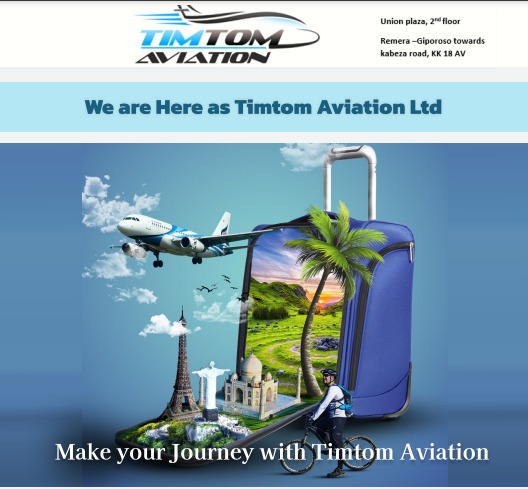 TIMTOM
AVIATION
Union plaza, 2nd floor
Remera –Giporoso towards
kabeza road, KK 18 AV
We are Here as Timtom Aviation Ltd
Make your Journey with Timtom Aviation